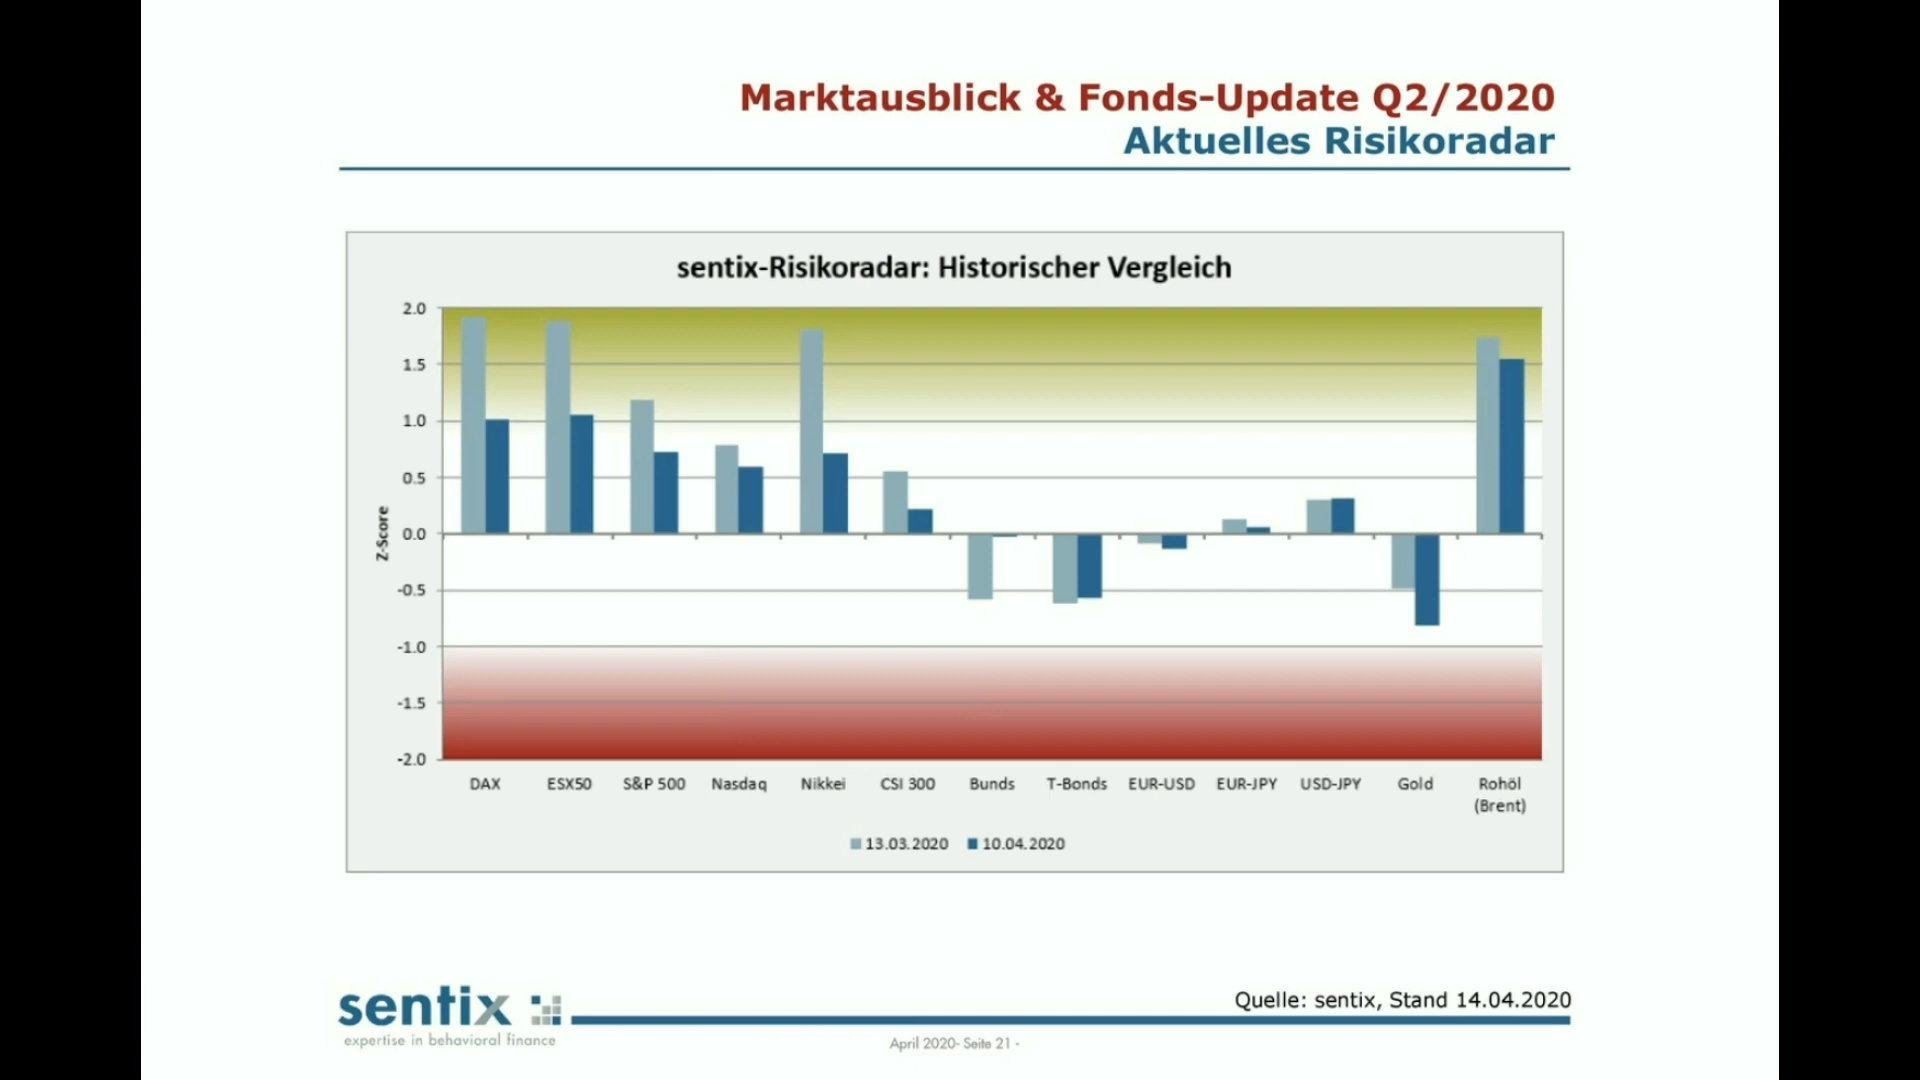 Marktausblick & Fonds-Update Q2/2020
Aktuelles Risikoradar
sentix-Risikoradar: Historischer Vergleich
Z-Score
2.0
1.5
1.0
0.5
0.0
-0.5
-1.0
-1.5
-2.0
DAX ESX50 S&P 500 Nasdaq Nikkei CSI 300 Bunds T-Bonds EUR-USD EUR-JPY USD-JPY Gold Rohöl
(Brent)
13.03.2020 10.04.2020
Quelle: sentix, Stand 14.04.2020
sentix
expertise in behavioral finance
April 2020- Seite 21 -